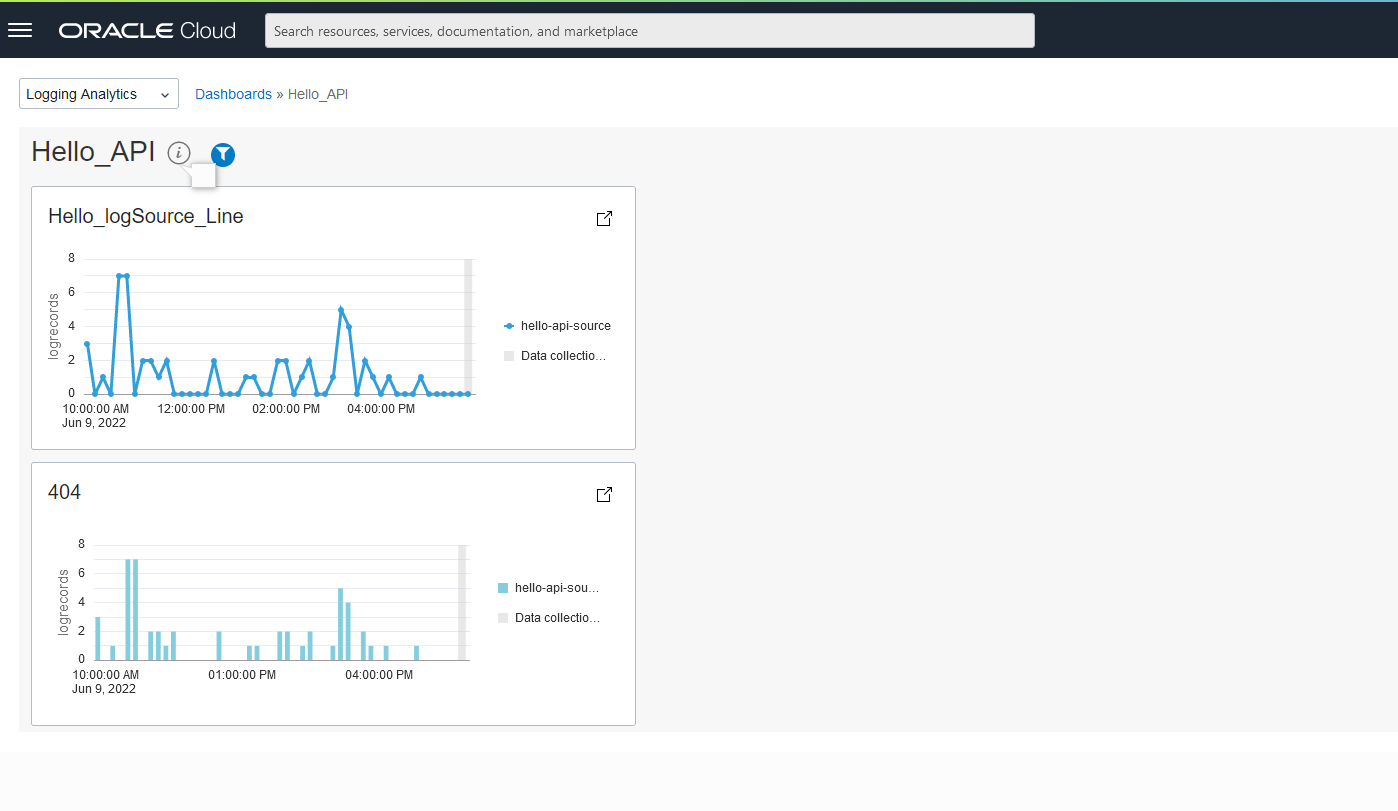 ORACLE Cloud
Search resources, services, documentation, and marketplace
Logging Analytics
Dashboards » Hello_API
Hello_API
i
Hello_logSource_Line
8
6
4
2
0
logrecords
10:00:00 AM 12:00:00 PM 02:00:00 PM 04:00:00 PM
Jun 9, 2022
hello-api-source
Data collectio...
404
8
6
4
2
0
logrecords
10:00:00 AM 01:00:00 PM 04:00:00 PM
Jun 9, 2022
hello-api-sou...
Data collectio...